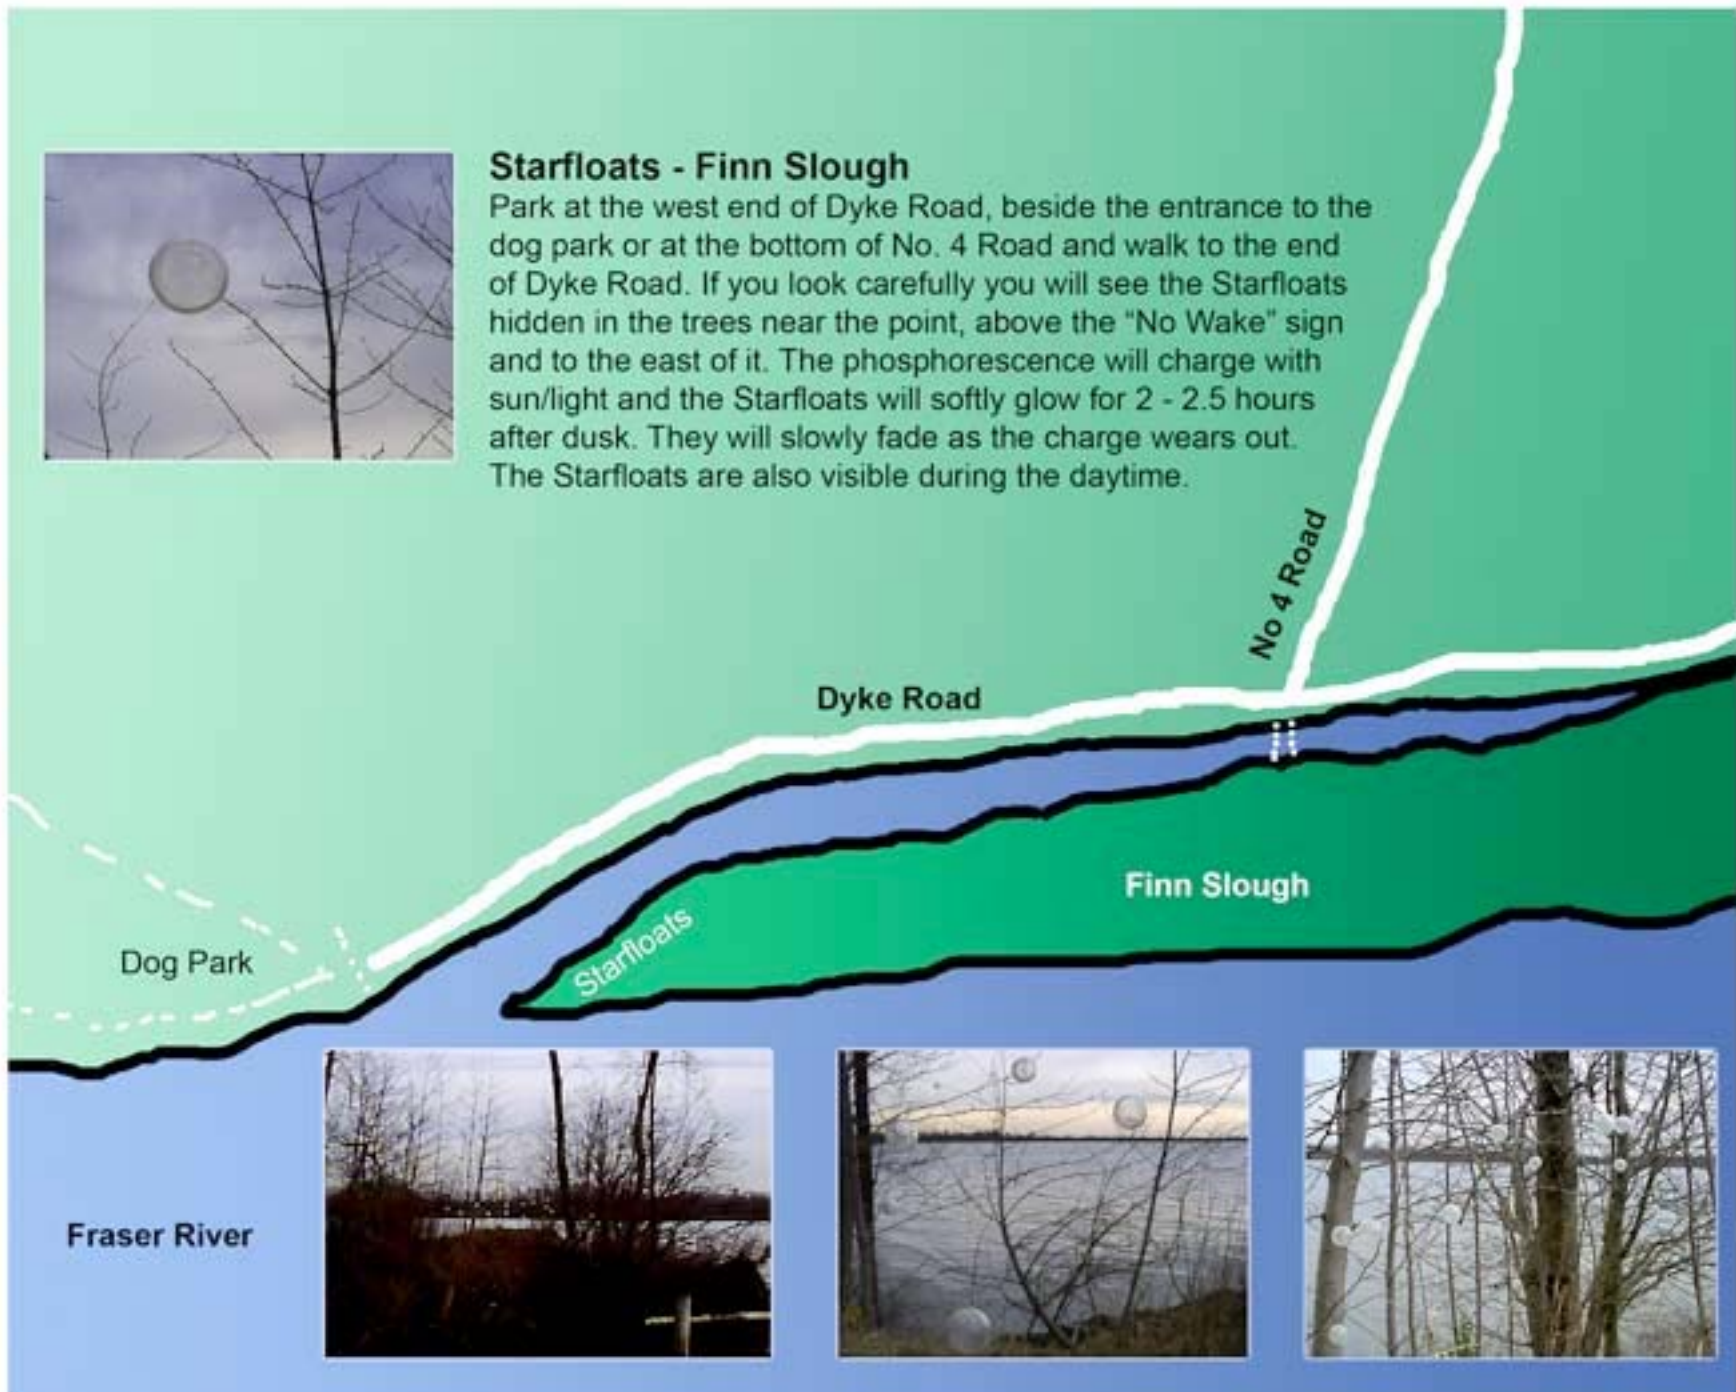 Starfloats - Finn Slough
Park at the west end of Dyke Road, beside the entrance to the
dog park or at the bottom of No. 4 Road and walk to the end
of Dyke Road. If you look carefully you will see the Starfloats
hidden in the trees near the point, above the “No Wake” sign
and to the east of it. The phosphorescence will charge with
sun/light and the Starfloats will softly glow for 2 - 2.5 hours
after dusk. They will slowly fade as the charge wears out.
The Starfloats are also visible during the daytime.
No 4 Road
Dyke Road
Finn Slough
Starfloats
Dog Park
Fraser River